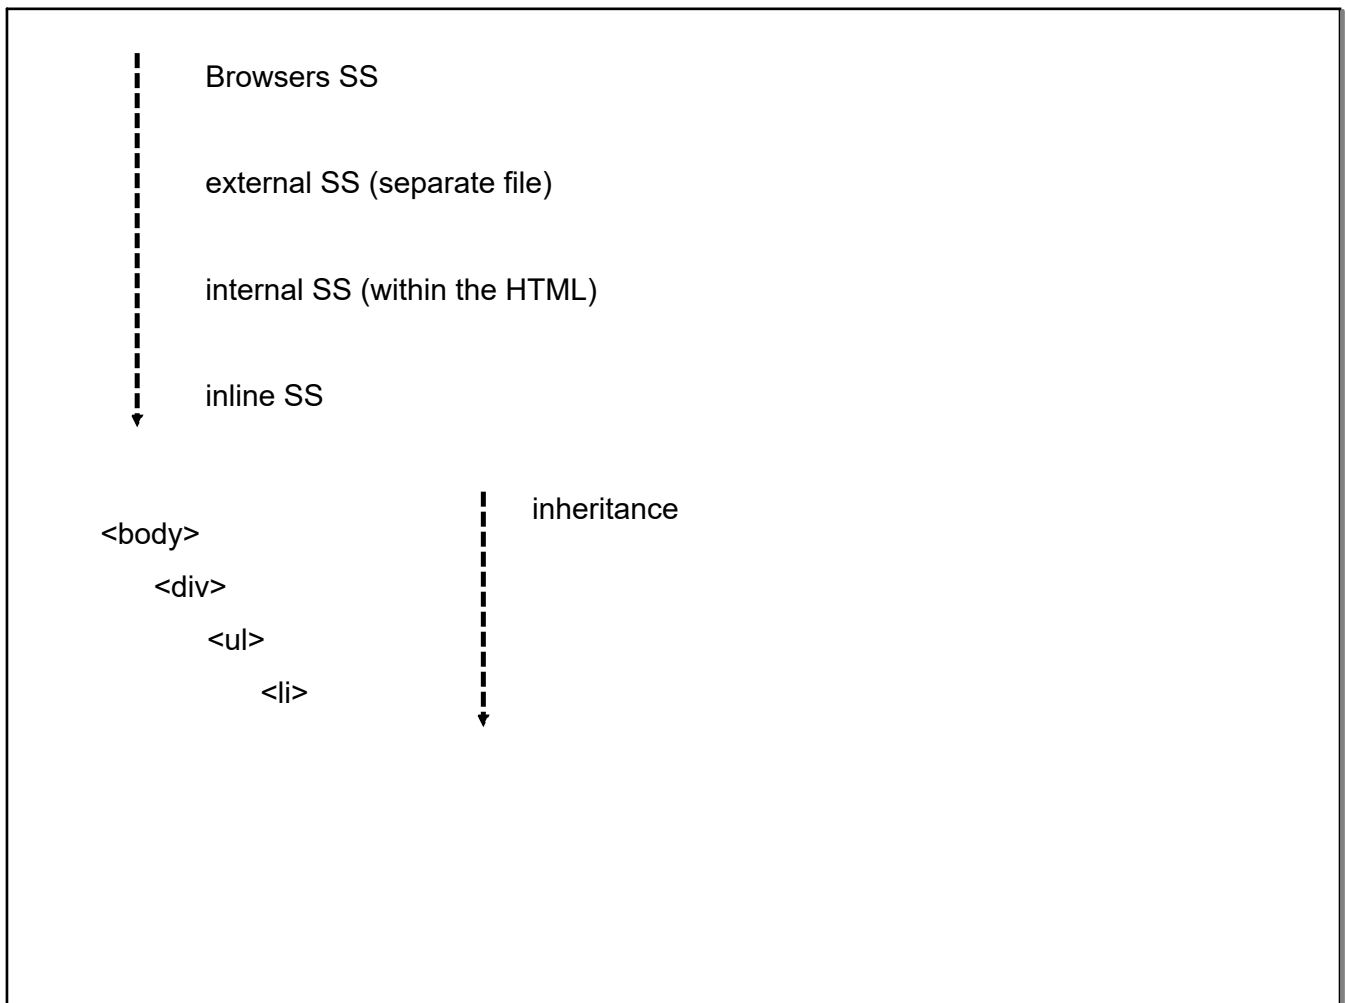 Browsers SS
external SS (separate file)
internal SS (within the HTML)
inline SS
inheritance
<body>
<div>
<ul>
<li>